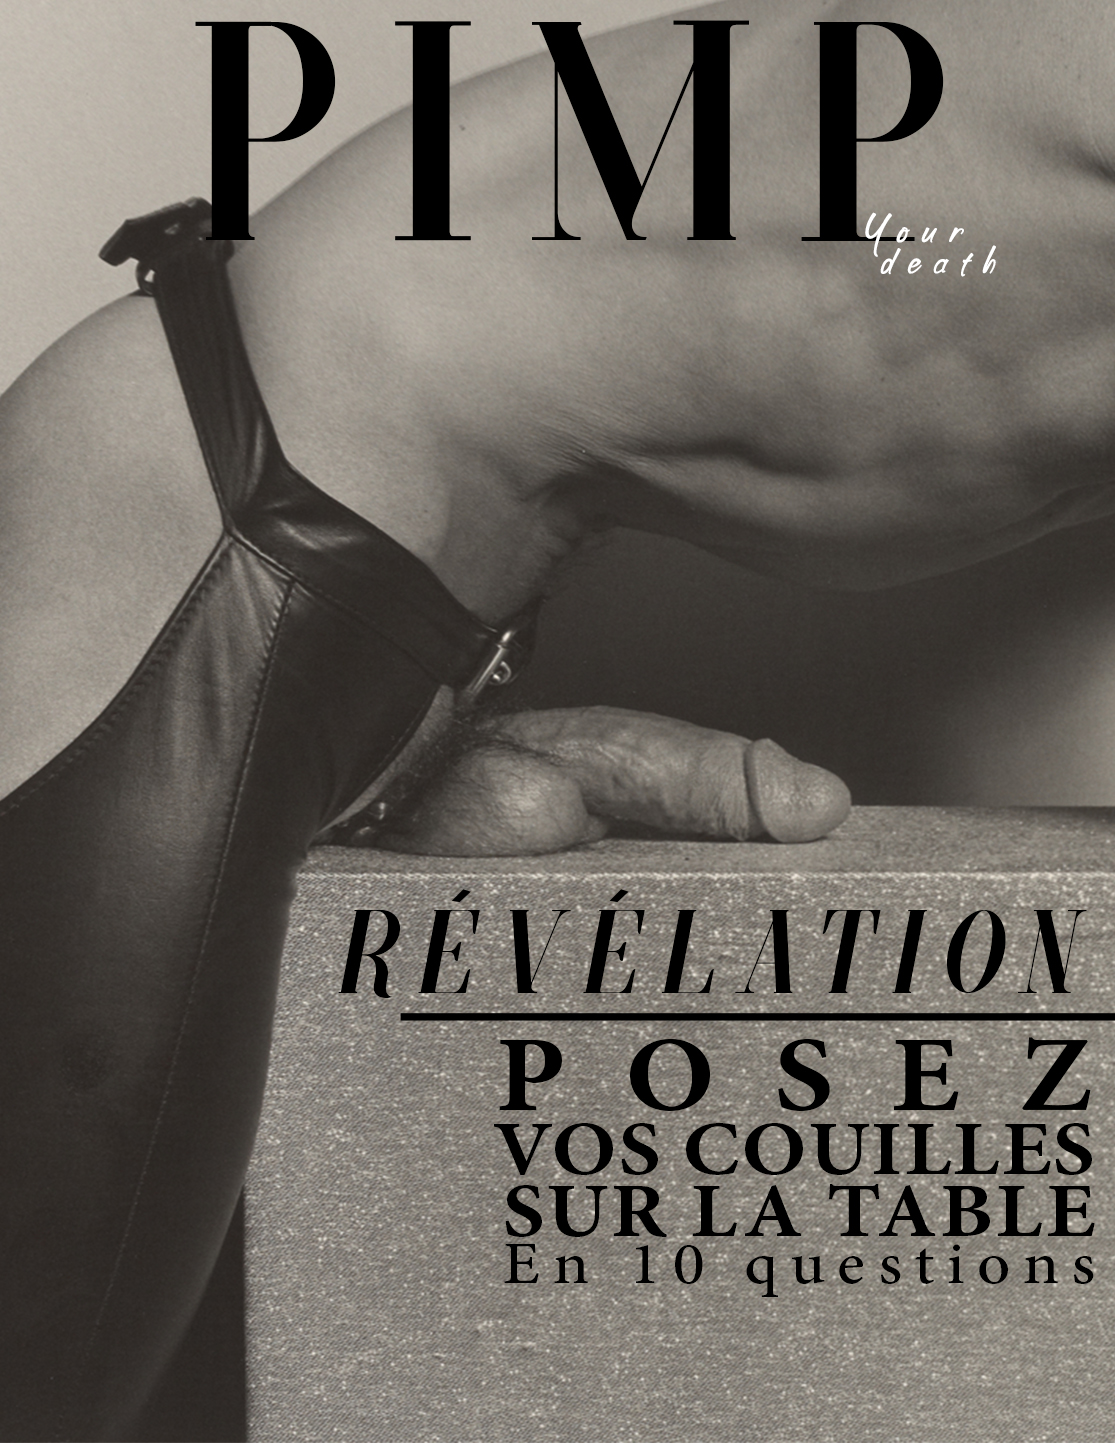 PIMP
Your
death
RÉVÉLATION
POSEZ
VOS COUILLES
SUR LA TABLE
En 10 questions